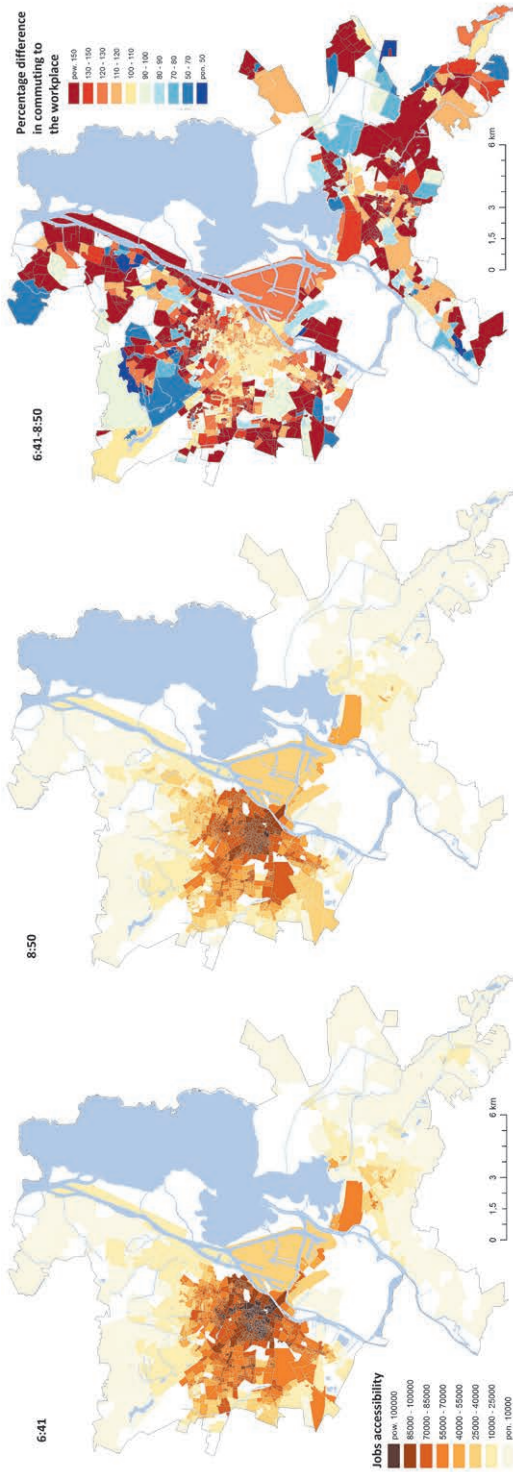 6:41
Jobs accessibility
pow. 100000
85000 - 100000
70000 - 85000
55000 - 70000
40000 - 55000
25000 - 40000
10000 - 25000
pon. 10000
0 1,5 3 6 km
8:50
6:41-8:50
Percentage difference
in commuting to
the workplace
pow. 150
130 - 150
120 - 130
110 - 120
100 - 110
90 - 100
80 - 90
70 - 80
50 - 70
pon. 50
0 1,5 3 6 km